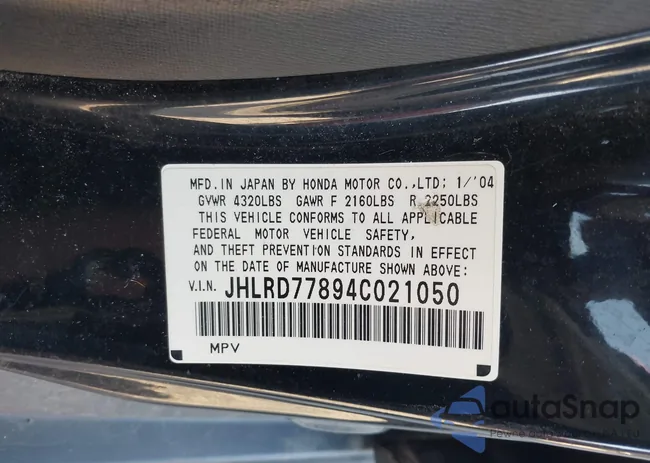 MFD.IN JAPAN BY HONDA MOTOR CO.,LTD; 1/'04
GVWR 4320LBS GAWR F 2160LBS R 2250LBS
THIS VEHICLE CONFORMS TO ALL APPLICABLE
FEDERAL MOTOR VEHICLE SAFETY,
AND THEFT PREVENTION STANDARDS IN EFFECT
ON THE DATE OF MANUFACTURE SHOWN ABOVE:
V.I.N. JHLRD77894C021050
MPV
autaSnap